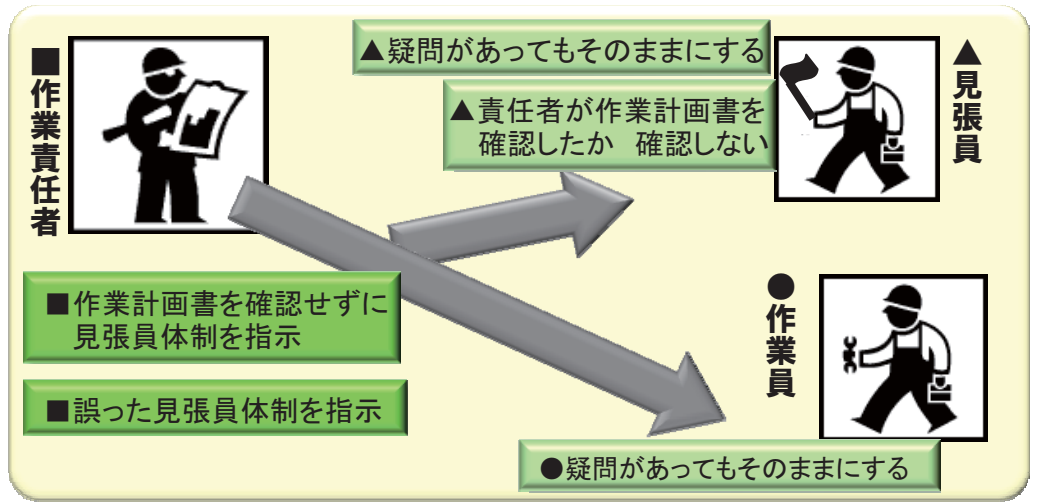 ■作業責任者
▲疑問があってもそのままにする
▲責任者が作業計画書を
確認したか 確認しない
▲見張員
■作業計画書を確認せずに
見張員体制を指示
■誤った見張員体制を指示
●作業員
●疑問があってもそのままにする